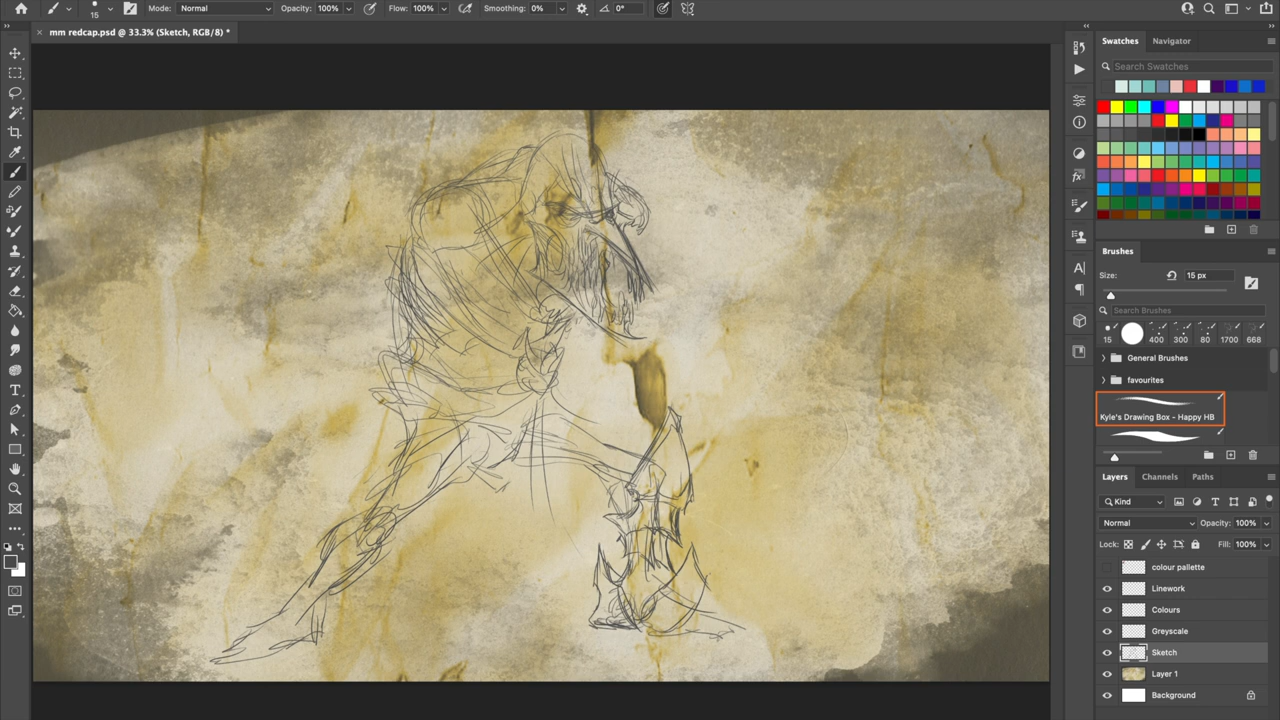 Mode: Normal Opacity: 100% Flow: 100% Smoothing: 0% 0°
15
× mm redcap.psd @ 33.3% (Sketch, RGB/8) *
Swatches Navigator
Search Swatches
Brushes
Size: 15 px
Search Brushes
15 400 300 80 1700 668
General Brushes
favourites
Kyle's Drawing Box - Happy HB
Layers Channels Paths
Kind
Normal Opacity: 100%
Lock: Fill: 100%
colour pallette
Linework
Colours
Greyscale
Sketch
Layer 1
Background